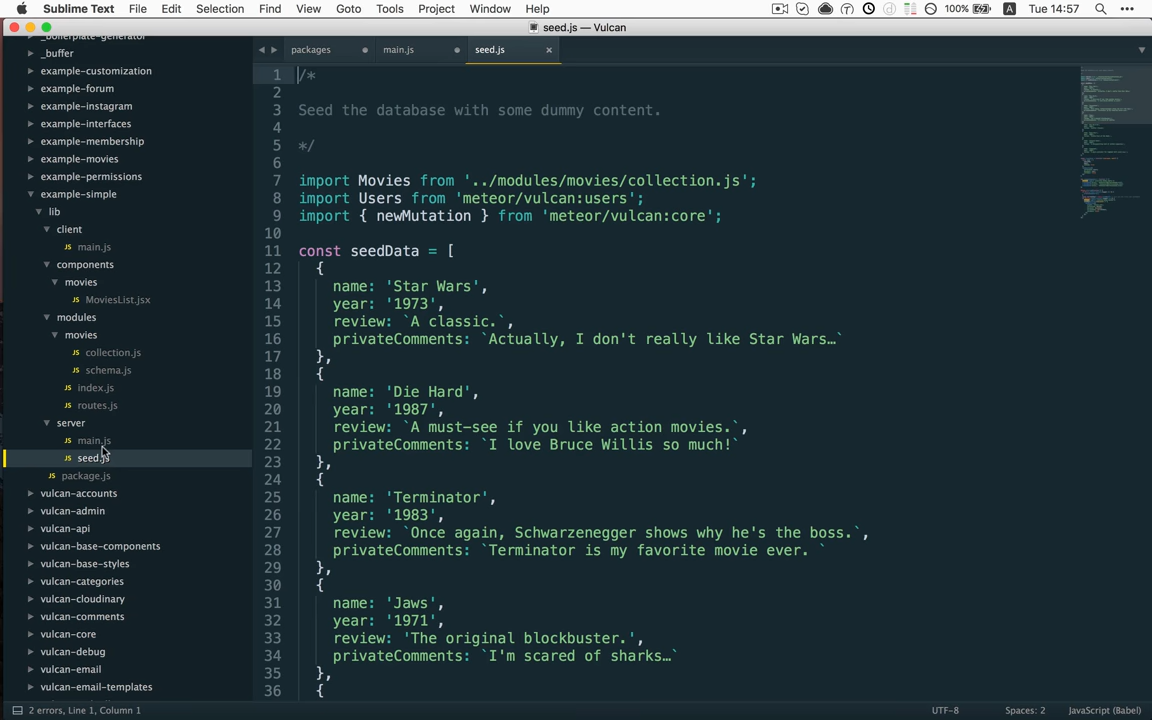 Sublime Text File Edit Selection Find View Goto Tools Project Window Help 100% A Tue 14:57
seed.js — Vulcan
_boilerplate-generator
_buffer
example-customization
example-forum
example-instagram
example-interfaces
example-membership
example-movies
example-permissions
example-simple
lib
client
JS main.js
components
movies
JS MoviesList.jsx
modules
movies
JS collection.js
JS schema.js
JS index.js
JS routes.js
server
JS main.js
JS seed.js
JS package.js
vulcan-accounts
vulcan-admin
vulcan-api
vulcan-base-components
vulcan-base-styles
vulcan-categories
vulcan-cloudinary
vulcan-comments
vulcan-core
vulcan-debug
vulcan-email
vulcan-email-templates
packages main.js seed.js ×
1 /*
2
3 Seed the database with some dummy content.
4
5 */
6
7 import Movies from '../modules/movies/collection.js';
8 import Users from 'meteor/vulcan:users';
9 import { newMutation } from 'meteor/vulcan:core';
10
11 const seedData = [
12 {
13 name: 'Star Wars',
14 year: '1973',
15 review: `A classic.`,
16 privateComments: `Actually, I don't really like Star Wars…`
17 },
18 {
19 name: 'Die Hard',
20 year: '1987',
21 review: `A must-see if you like action movies.`,
22 privateComments: `I love Bruce Willis so much!`
23 },
24 {
25 name: 'Terminator',
26 year: '1983',
27 review: `Once again, Schwarzenegger shows why he's the boss.`,
28 privateComments: `Terminator is my favorite movie ever. `
29 },
30 {
31 name: 'Jaws',
32 year: '1971',
33 review: 'The original blockbuster.',
34 privateComments: `I'm scared of sharks…`
35 },
36 {
2 errors, Line 1, Column 1 UTF-8 Spaces: 2 JavaScript (Babel)